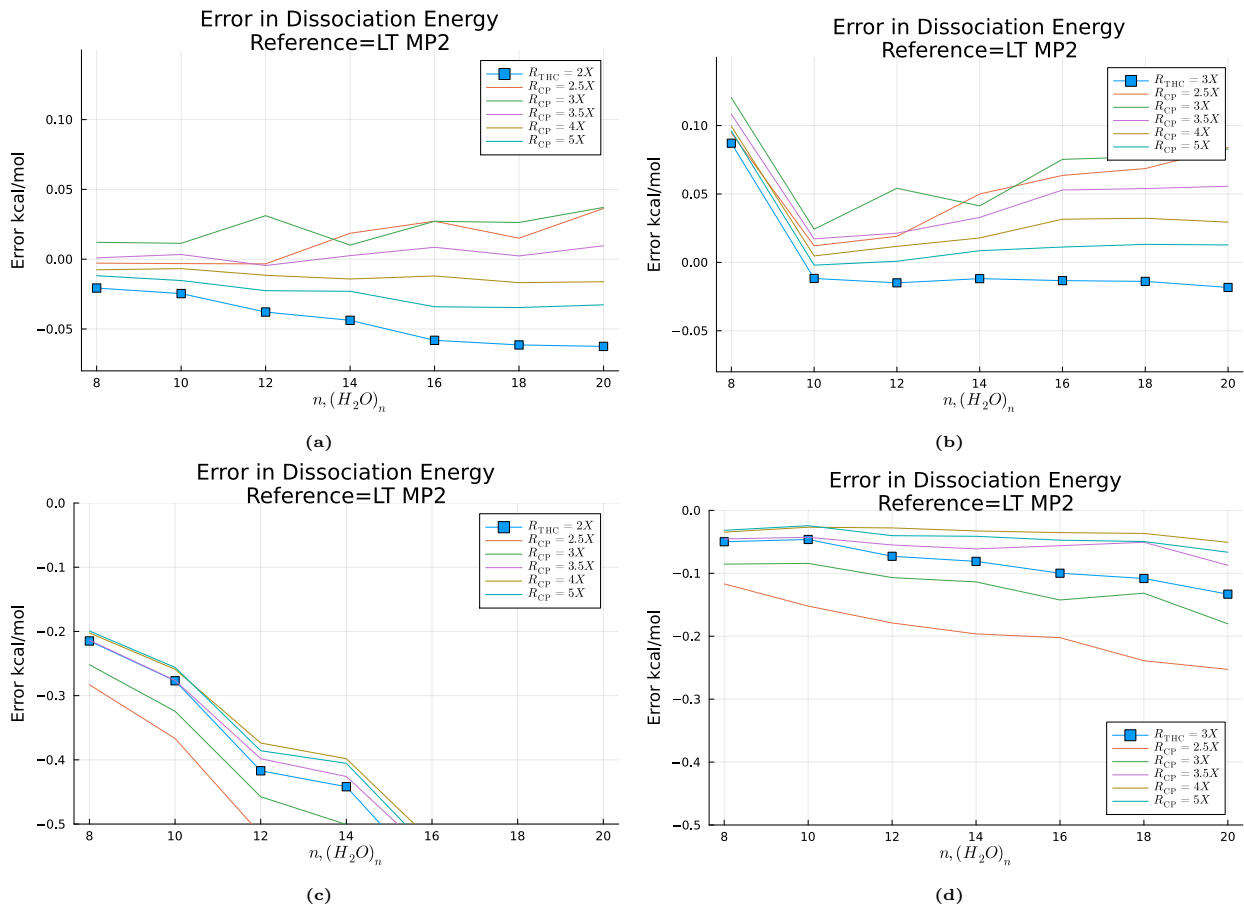 Error in Dissociation Energy
Reference=LT MP2
R_THC = 2X
R_CP = 2.5X
R_CP = 3X
R_CP = 3.5X
R_CP = 4X
R_CP = 5X
0.10
0.05
0.00
−0.05
Error kcal/mol
8 10 12 14 16 18 20
n, (H_2O)_n
(a)
Error in Dissociation Energy
Reference=LT MP2
R_THC = 3X
R_CP = 2.5X
R_CP = 3X
R_CP = 3.5X
R_CP = 4X
R_CP = 5X
0.10
0.05
0.00
−0.05
Error kcal/mol
8 10 12 14 16 18 20
n, (H_2O)_n
(b)
Error in Dissociation Energy
Reference=LT MP2
R_THC = 2X
R_CP = 2.5X
R_CP = 3X
R_CP = 3.5X
R_CP = 4X
R_CP = 5X
0.0
−0.1
−0.2
−0.3
−0.4
−0.5
Error kcal/mol
8 10 12 14 16 18 20
n, (H_2O)_n
(c)
Error in Dissociation Energy
Reference=LT MP2
0.0
−0.1
−0.2
−0.3
−0.4
−0.5
Error kcal/mol
R_THC = 3X
R_CP = 2.5X
R_CP = 3X
R_CP = 3.5X
R_CP = 4X
R_CP = 5X
8 10 12 14 16 18 20
n, (H_2O)_n
(d)